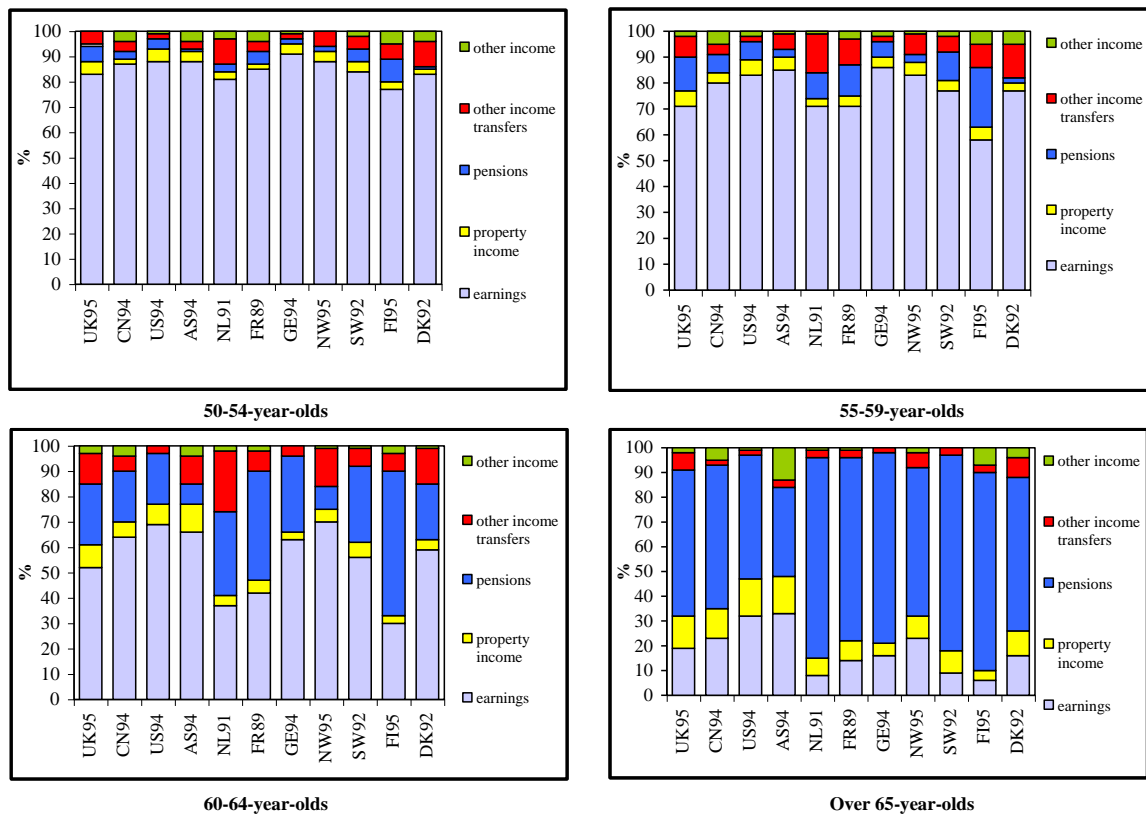 100
90
80
70
60
50
40
30
20
10
0
%
UK95
CN94
US94
AS94
NL91
FR89
GE94
NW95
SW92
FI95
DK92
other income
other income
transfers
pensions
property
income
earnings
50-54-year-olds
100
90
80
70
60
50
40
30
20
10
0
%
UK95
CN94
US94
AS94
NL91
FR89
GE94
NW95
SW92
FI95
DK92
other income
other income
transfers
pensions
property
income
earnings
55-59-year-olds
100
90
80
70
60
50
40
30
20
10
0
%
UK95
CN94
US94
AS94
NL91
FR89
GE94
NW95
SW92
FI95
DK92
other income
other income
transfers
pensions
property
income
earnings
60-64-year-olds
100
90
80
70
60
50
40
30
20
10
0
%
UK95
CN94
US94
AS94
NL91
FR89
GE94
NW95
SW92
FI95
DK92
other income
other income
transfers
pensions
property
income
earnings
Over 65-year-olds